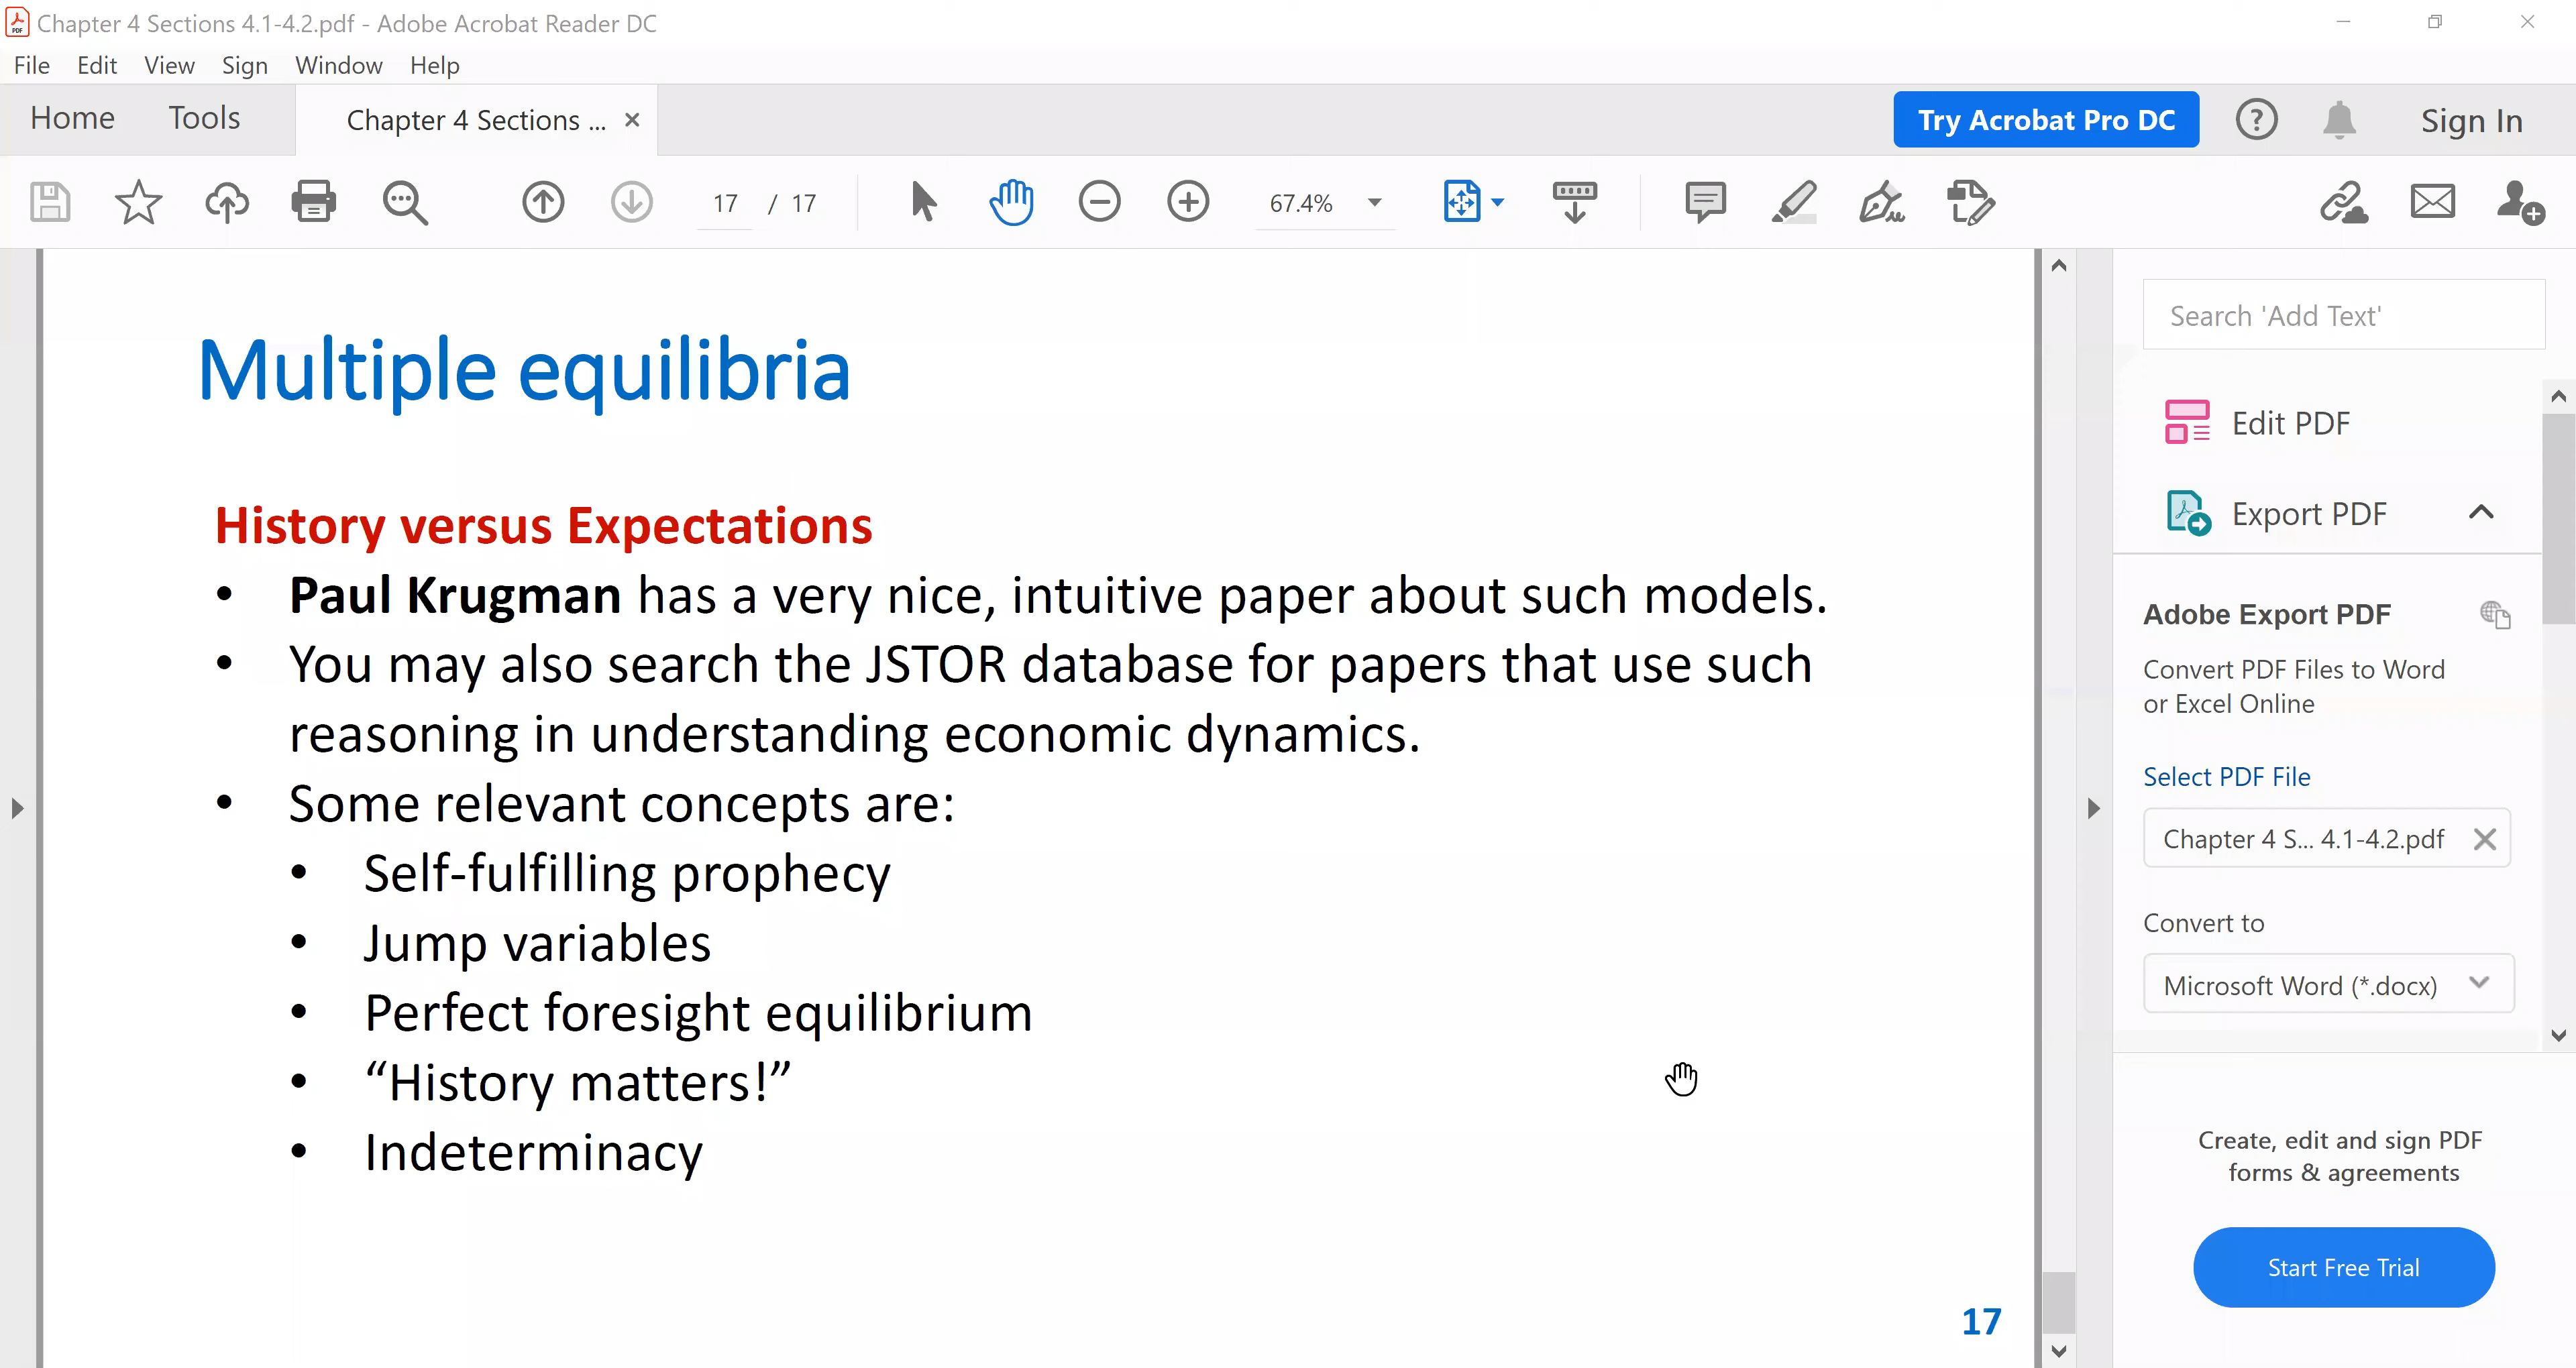 Chapter 4 Sections 4.1-4.2.pdf - Adobe Acrobat Reader DC
File Edit View Sign Window Help
Home Tools Chapter 4 Sections ... Try Acrobat Pro DC Sign In
17 / 17 67.4%
Multiple equilibria
History versus Expectations
• Paul Krugman has a very nice, intuitive paper about such models.
• You may also search the JSTOR database for papers that use such
reasoning in understanding economic dynamics.
• Some relevant concepts are:
• Self-fulfilling prophecy
• Jump variables
• Perfect foresight equilibrium
• “History matters!”
• Indeterminacy
17
Search 'Add Text'
Edit PDF
Export PDF
Adobe Export PDF
Convert PDF Files to Word
or Excel Online
Select PDF File
Chapter 4 S... 4.1-4.2.pdf
Convert to
Microsoft Word (*.docx)
Create, edit and sign PDF
forms & agreements
Start Free Trial